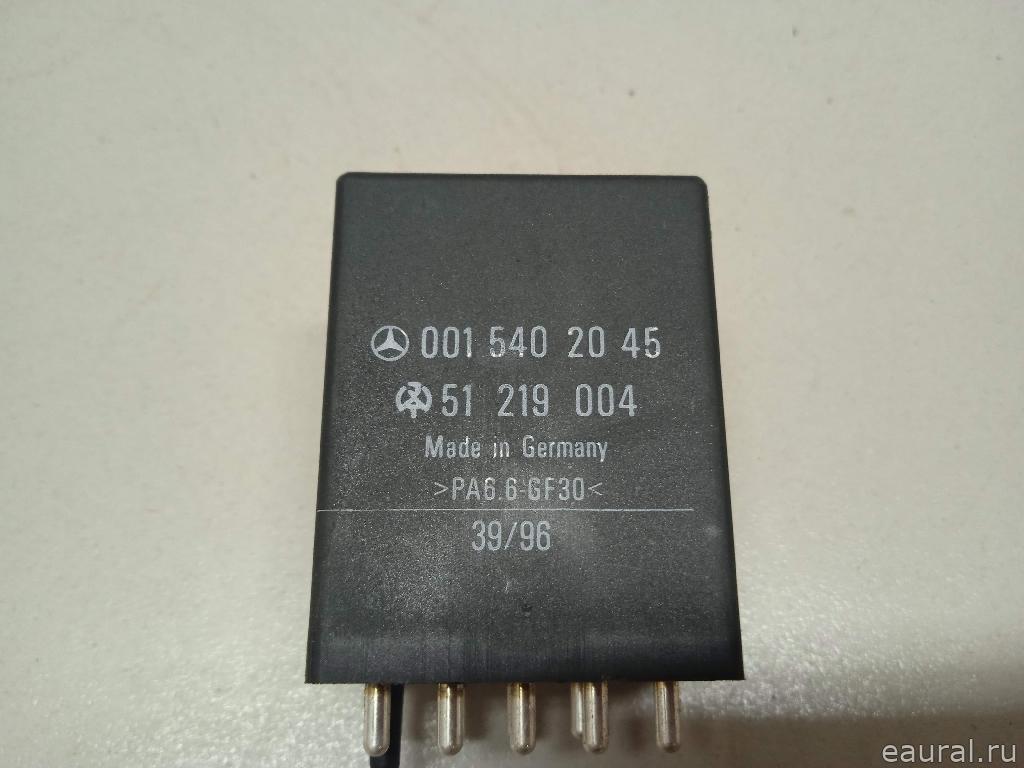 001 540 20 45
51 219 004
Made in Germany
>PA6.6-GF30<
39/96
eaural.ru